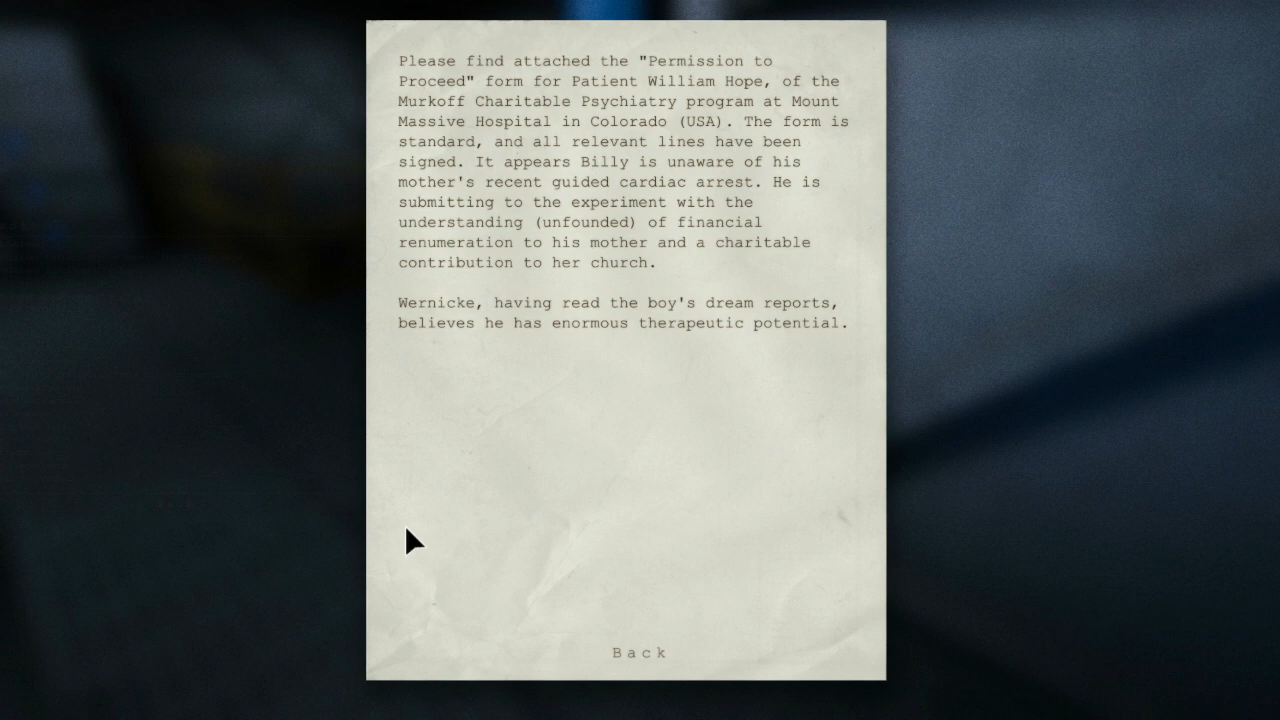 Please find attached the "Permission to
Proceed" form for Patient William Hope, of the
Murkoff Charitable Psychiatry program at Mount
Massive Hospital in Colorado (USA). The form is
standard, and all relevant lines have been
signed. It appears Billy is unaware of his
mother's recent guided cardiac arrest. He is
submitting to the experiment with the
understanding (unfounded) of financial
renumeration to his mother and a charitable
contribution to her church.
Wernicke, having read the boy's dream reports,
believes he has enormous therapeutic potential.
Back